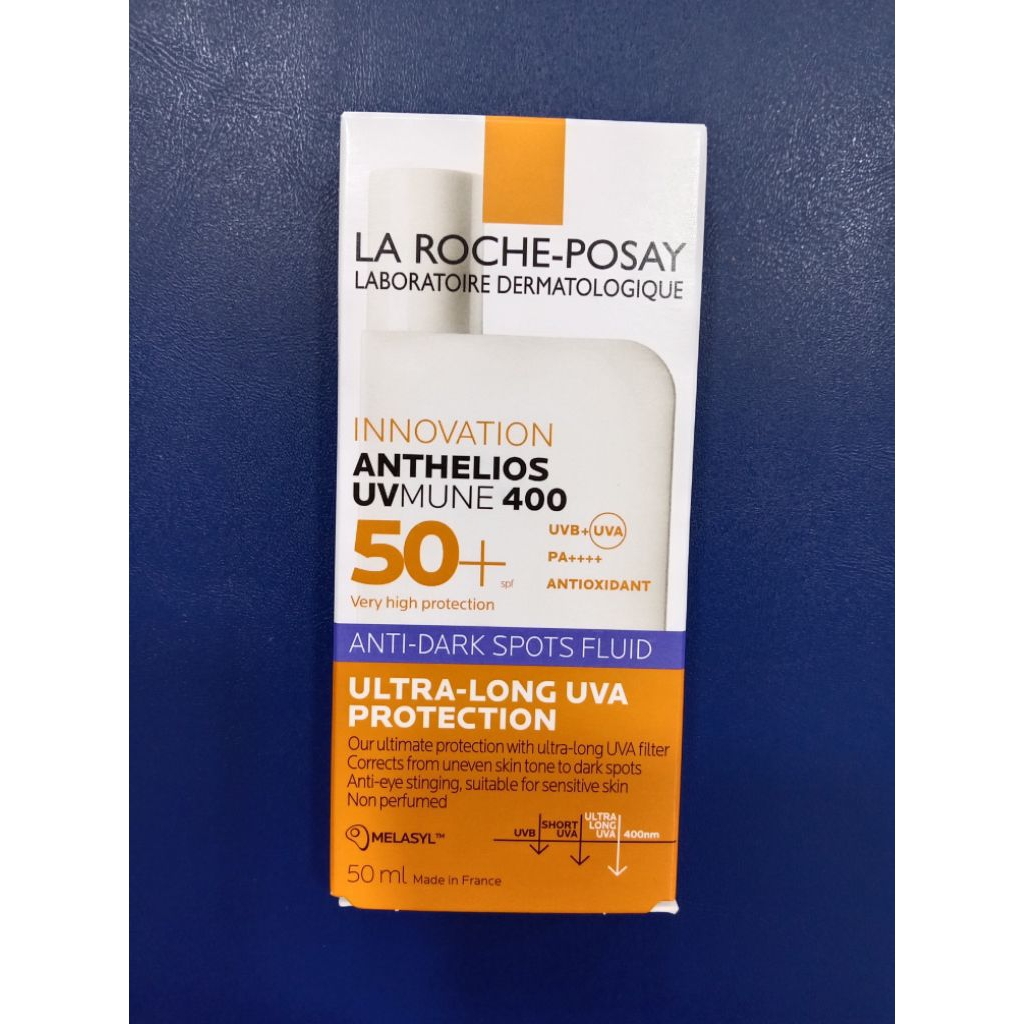 LA ROCHE-POSAY
LABORATOIRE DERMATOLOGIQUE
INNOVATION
ANTHELIOS
UVMUNE 400
50+ spf
Very high protection
UVB+UVA
PA++++
ANTIOXIDANT
ANTI-DARK SPOTS FLUID
ULTRA-LONG UVA
PROTECTION
Our ultimate protection with ultra-long UVA filter
Corrects from uneven skin tone to dark spots
Anti-eye stinging, suitable for sensitive skin
Non perfumed
MELASYL™
UVB
SHORT
UVA
ULTRA
LONG
UVA
400nm
50 ml Made in France